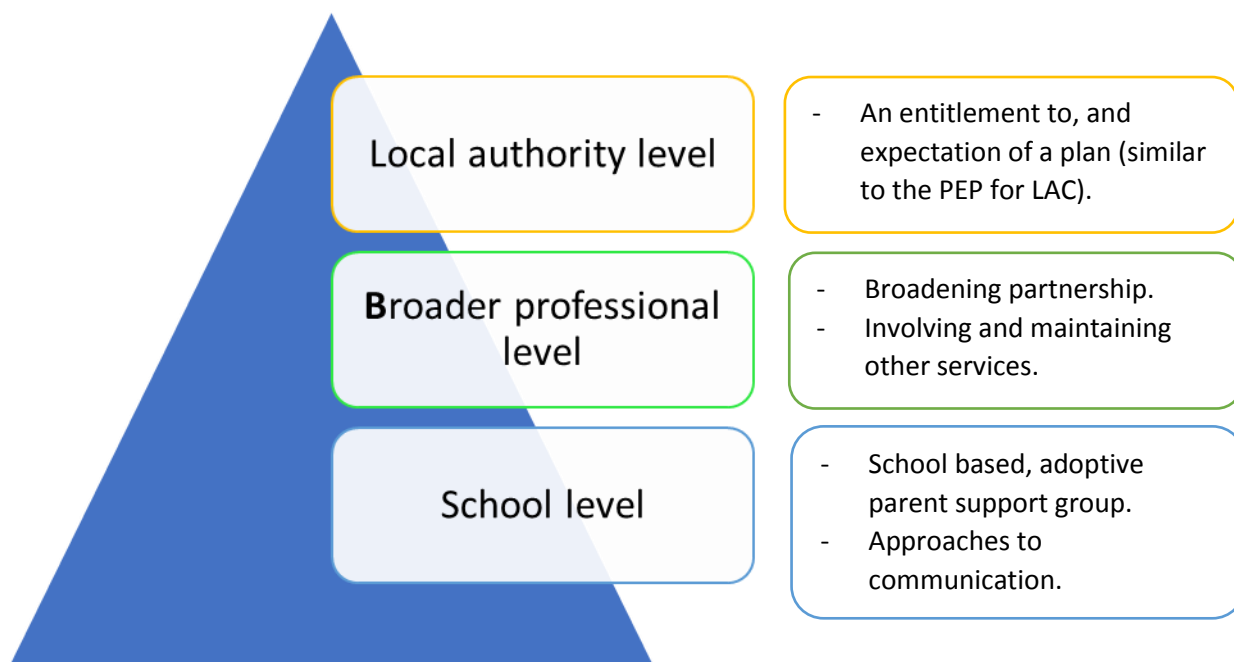 Local authority level
- An entitlement to, and
expectation of a plan (similar
to the PEP for LAC).
Broader professional
level
- Broadening partnership.
- Involving and maintaining
other services.
School level
- School based, adoptive
parent support group.
- Approaches to
communication.